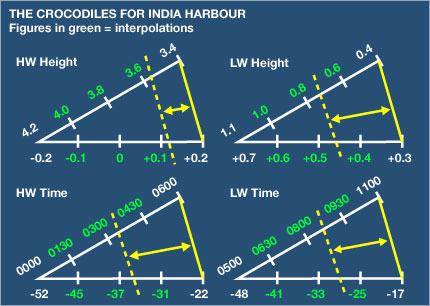 THE CROCODILES FOR INDIA HARBOUR
Figures in green = interpolations
HW Height
4.2 4.0 3.8 3.6 3.4
-0.2 -0.1 0 +0.1 +0.2
LW Height
1.1 1.0 0.8 0.6 0.4
+0.7 +0.6 +0.5 +0.4 +0.3
HW Time
0000 0130 0300 0430 0600
-52 -45 -37 -31 -22
LW Time
0500 0630 0800 0930 1100
-48 -41 -33 -25 -17